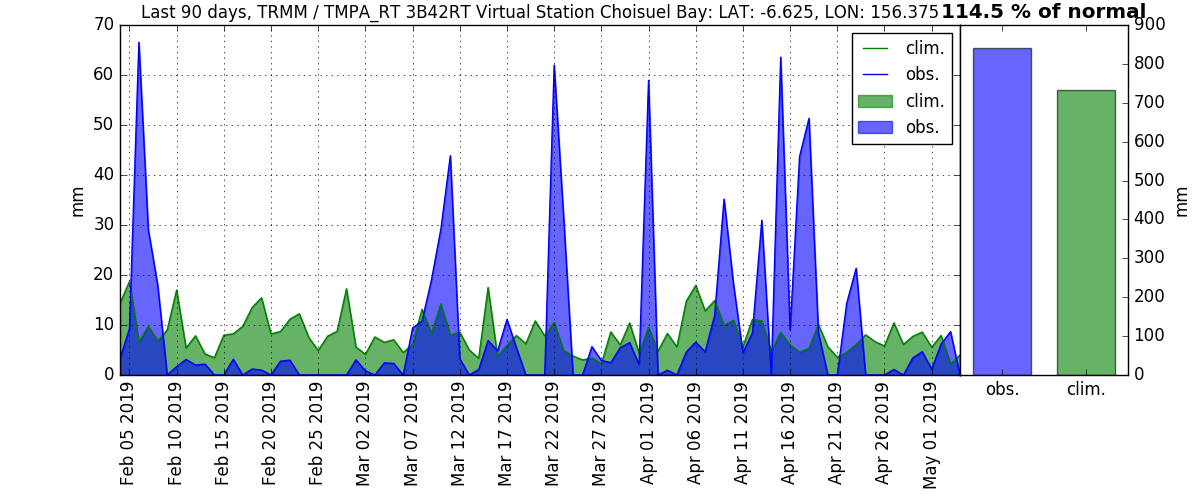 Last 90 days, TRMM / TMPA_RT 3B42RT Virtual Station Choisuel Bay: LAT: -6.625, LON: 156.375
114.5 % of normal
mm
70
60
50
40
30
20
10
0
clim.
obs.
clim.
obs.
Feb 05 2019
Feb 10 2019
Feb 15 2019
Feb 20 2019
Feb 25 2019
Mar 02 2019
Mar 07 2019
Mar 12 2019
Mar 17 2019
Mar 22 2019
Mar 27 2019
Apr 01 2019
Apr 06 2019
Apr 11 2019
Apr 16 2019
Apr 21 2019
Apr 26 2019
May 01 2019
900
800
700
600
500
400
300
200
100
0
mm
obs.
clim.